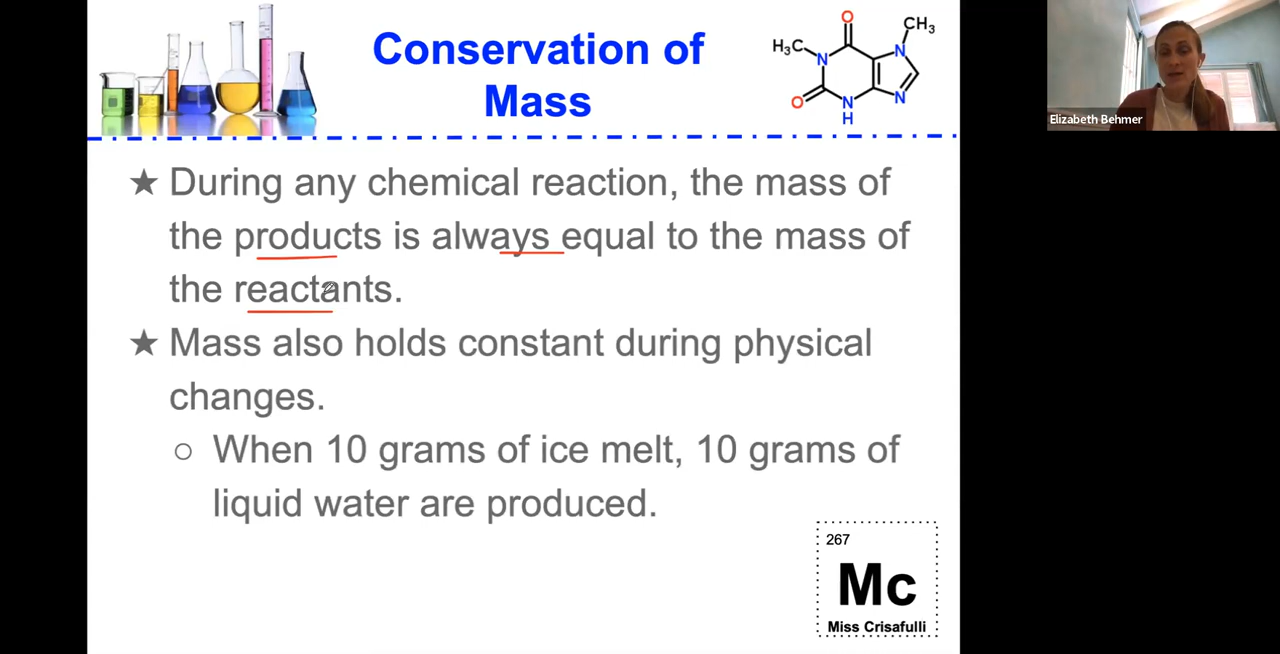 Conservation of
Mass
O
CH₃
H₃C
N
N
O
N
H
N
Elizabeth Behmer
★ During any chemical reaction, the mass of
the products is always equal to the mass of
the reactants.
★ Mass also holds constant during physical
changes.
○ When 10 grams of ice melt, 10 grams of
liquid water are produced.
267
Mc
Miss Crisafulli